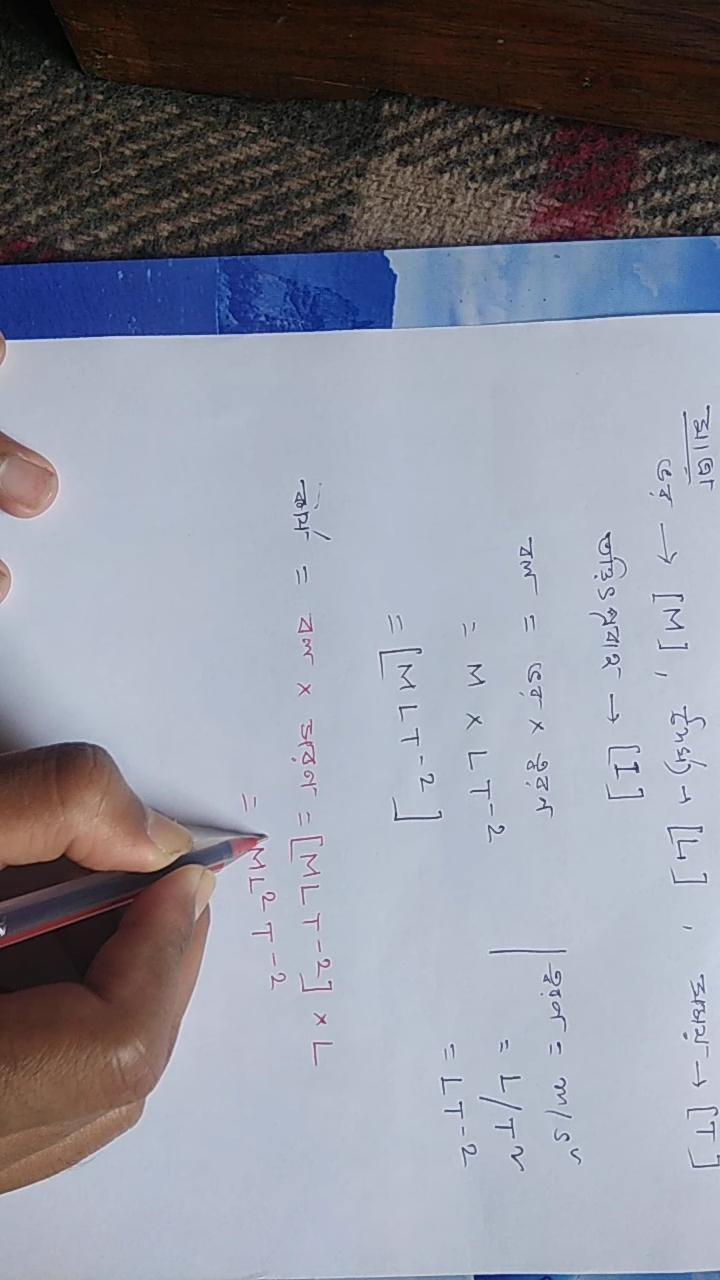 মাত্রা
ভর → [M], দৈর্ঘ্য → [L], সময় → [T]
তড়িৎ প্রবাহ → [I]
বল = ভর × ত্বরণ
= M × LT-2
= [MLT-2]
ত্বরণ = m/s²
= L/T²
= LT-2
কাজ = বল × সরণ = [MLT-2] × L
= ML2T-2